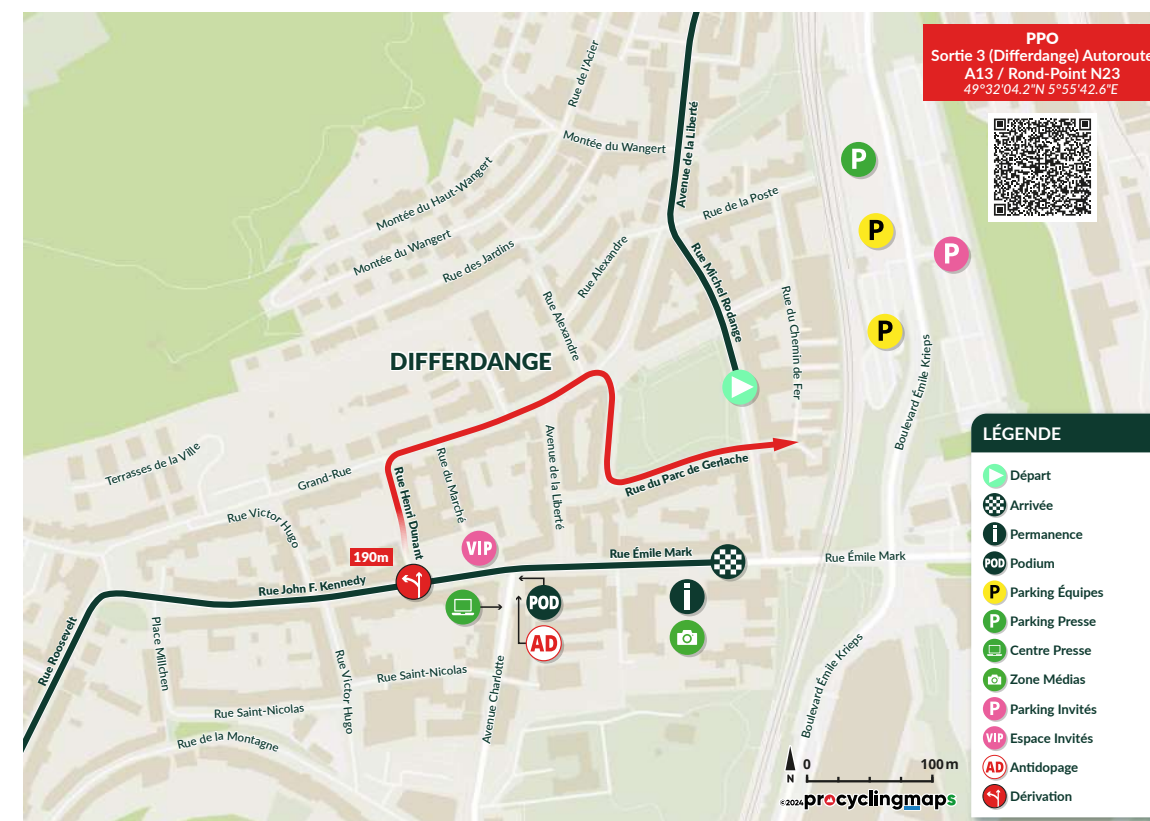 PPO
Sortie 3 (Differdange) Autoroute
A13 / Rond-Point N23
49°32'04.2"N 5°55'42.6"E
Rue de l'Acier
Avenue de la Liberté
Montée du Wangert
P
Montée du Haut-Wangert
Rue de la Poste
P
Montée du Wangert
Rue des Jardins
Rue Alexandre
Rue Michel Rodange
P
Rue Alexandre
Rue du Chemin de Fer
P
DIFFERDANGE
Boulevard Émile Krieps
Terrasses de la Ville
Grand-Rue
Rue Henri Dunant
Rue du Marché
Avenue de la Liberté
Rue du Parc de Gerlache
Rue Victor Hugo
190m
VIP
Rue Émile Mark
Rue Émile Mark
Rue John F. Kennedy
POD
i
AD
Rue Roosevelt
Place Millchen
Rue Victor Hugo
Rue Saint-Nicolas
Avenue Charlotte
Boulevard Émile Krieps
Rue Saint-Nicolas
Rue de la Montagne
LÉGENDE
Départ
Arrivée
i Permanence
POD Podium
P Parking Équipes
P Parking Presse
Centre Presse
Zone Médias
P Parking Invités
VIP Espace Invités
AD Antidopage
Dérivation
N
0 100 m
©2024 procyclingmaps